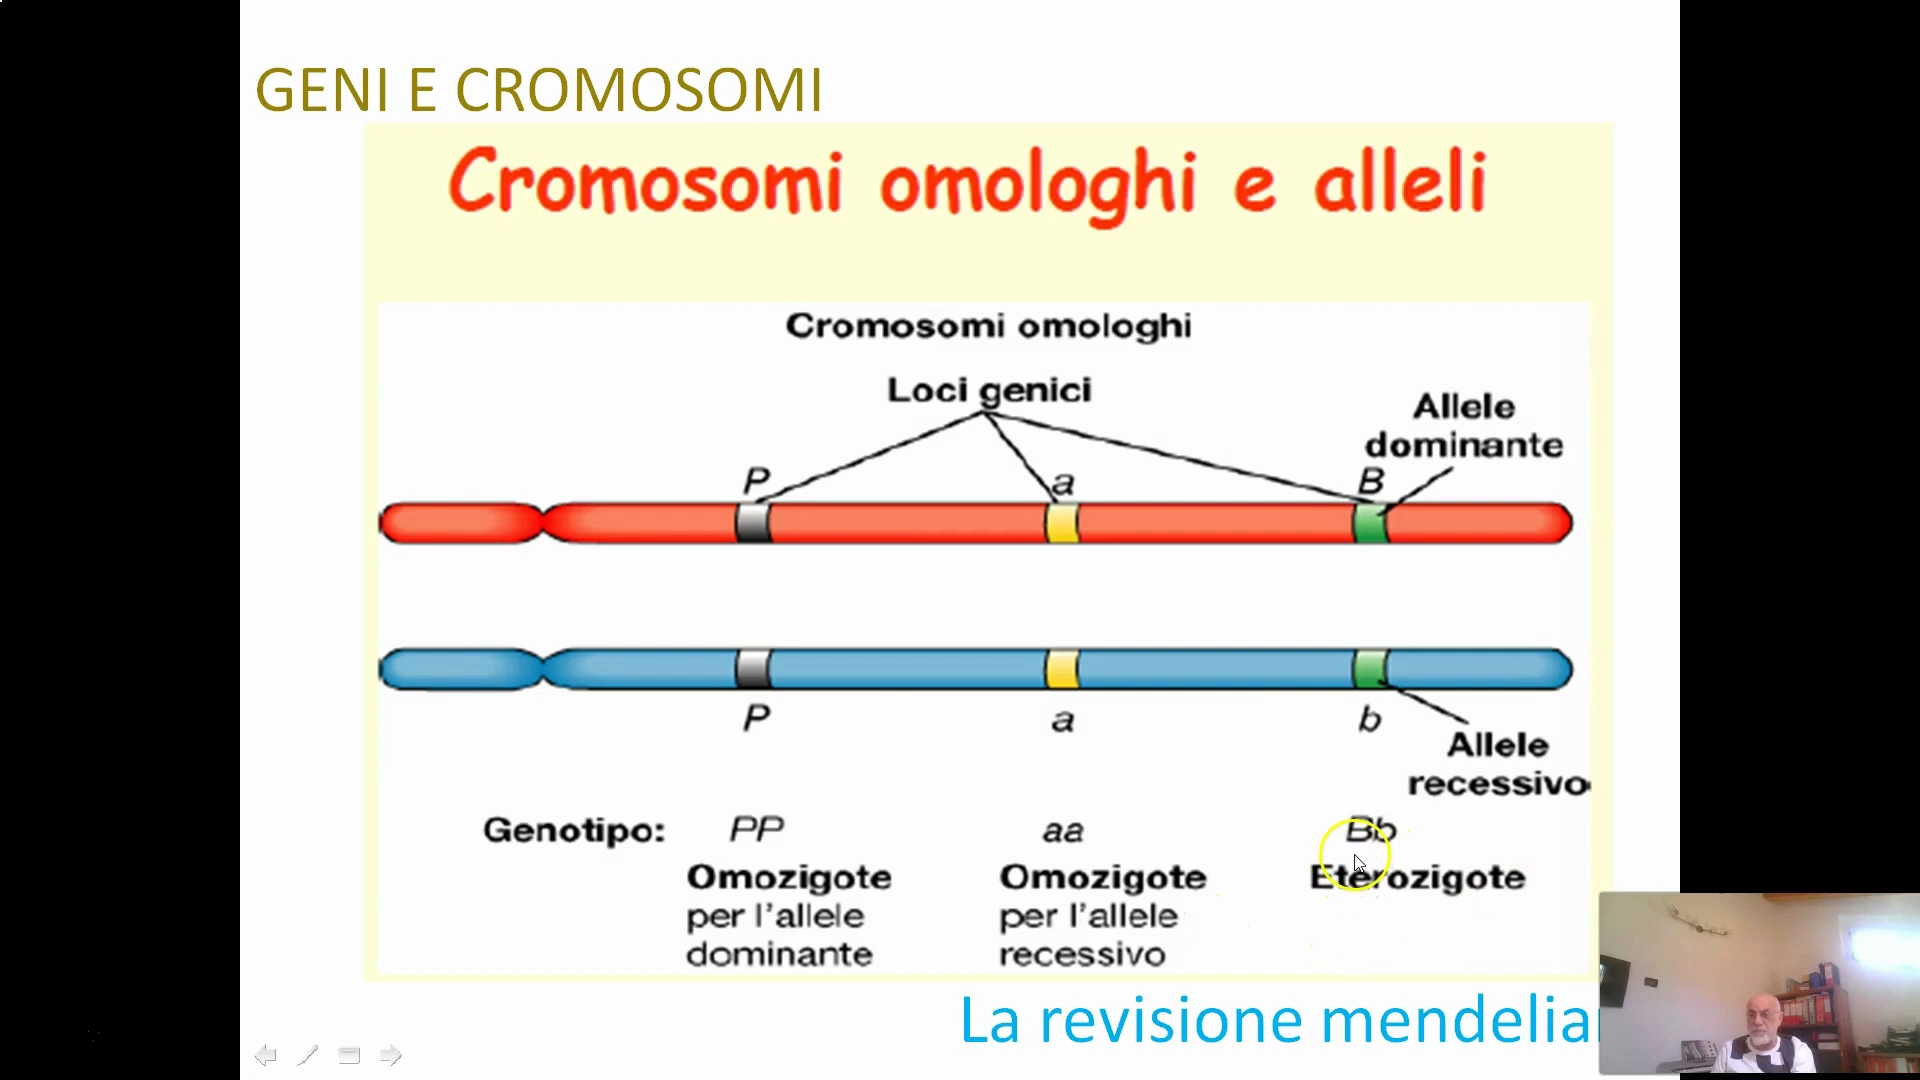 GENI E CROMOSOMI
Cromosomi omologhi e alleli
Cromosomi omologhi
Loci genici
Allele
dominante
P a B
P a b
Allele
recessivo
Genotipo: PP aa Bb
Omozigote Omozigote Eterozigote
per l'allele per l'allele
dominante recessivo
La revisione